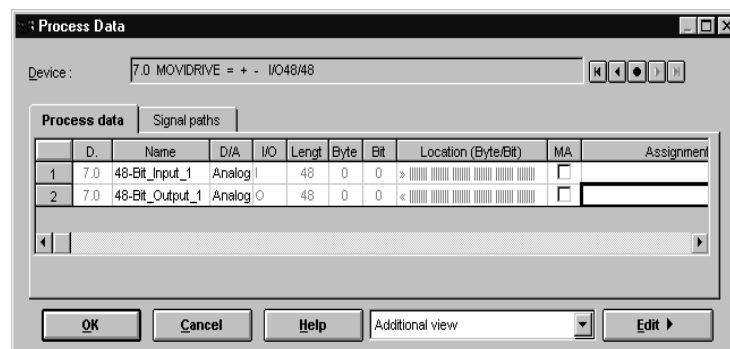 Process Data
Device : 7.0 MOVIDRIVE = + - I/O48/48
Process data Signal paths
D. Name D/A I/O Lengt Byte Bit Location (Byte/Bit) MA Assignment
1 7.0 48-Bit_Input_1 Analog I 48 0 0 »
2 7.0 48-Bit_Output_1 Analog O 48 0 0 «
OK Cancel Help Additional view Edit